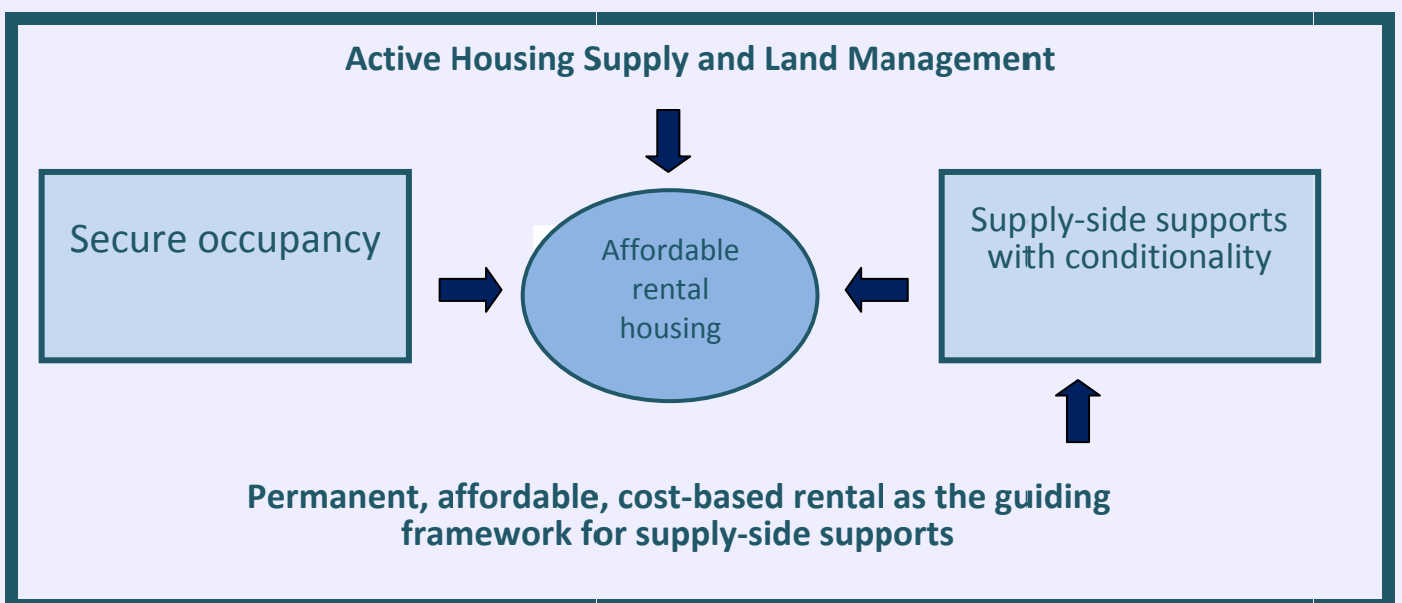 Active Housing Supply and Land Management
Secure occupancy
Affordable
rental
housing
Supply-side supports
with conditionality
Permanent, affordable, cost-based rental as the guiding
framework for supply-side supports